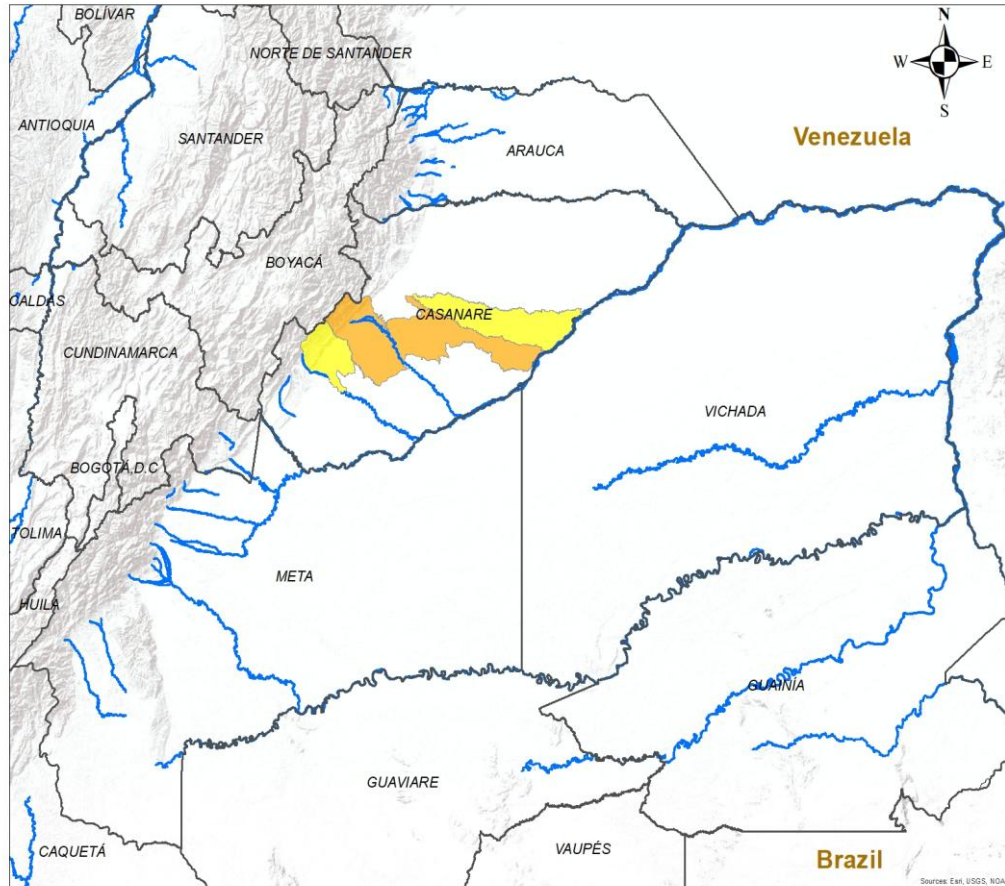 BOLÍVAR
N
NORTE DE SANTANDER
W E
S
ANTIOQUIA
SANTANDER
Venezuela
ARAUCA
BOYACÁ
CALDAS
CASANARE
CUNDINAMARCA
VICHADA
BOGOTÁ,D.C
TOLIMA
META
HUILA
GUAINÍA
GUAVIARE
VAUPÉS
CAQUETÁ
Brazil
Sources: Esri, USGS, NOAA